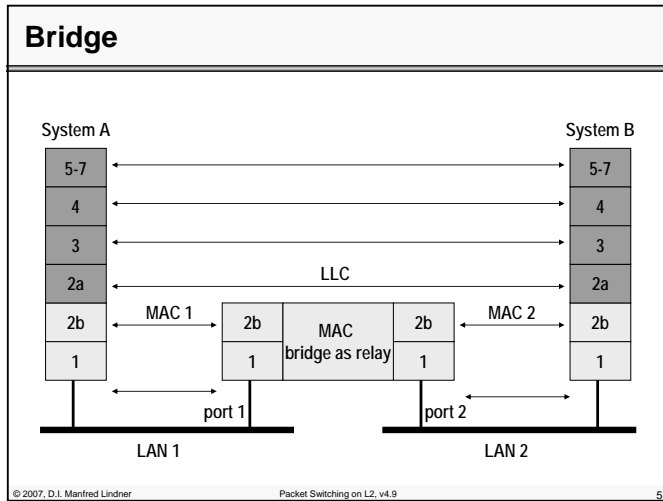 Bridge
System A
System B
5-7
5-7
4
4
3
3
LLC
2a
2a
MAC 1
MAC 2
2b
2b
MAC
bridge as relay
2b
2b
1
1
1
1
port 1
port 2
LAN 1
LAN 2
© 2007, D.I. Manfred Lindner
Packet Switching on L2, v4.9
5